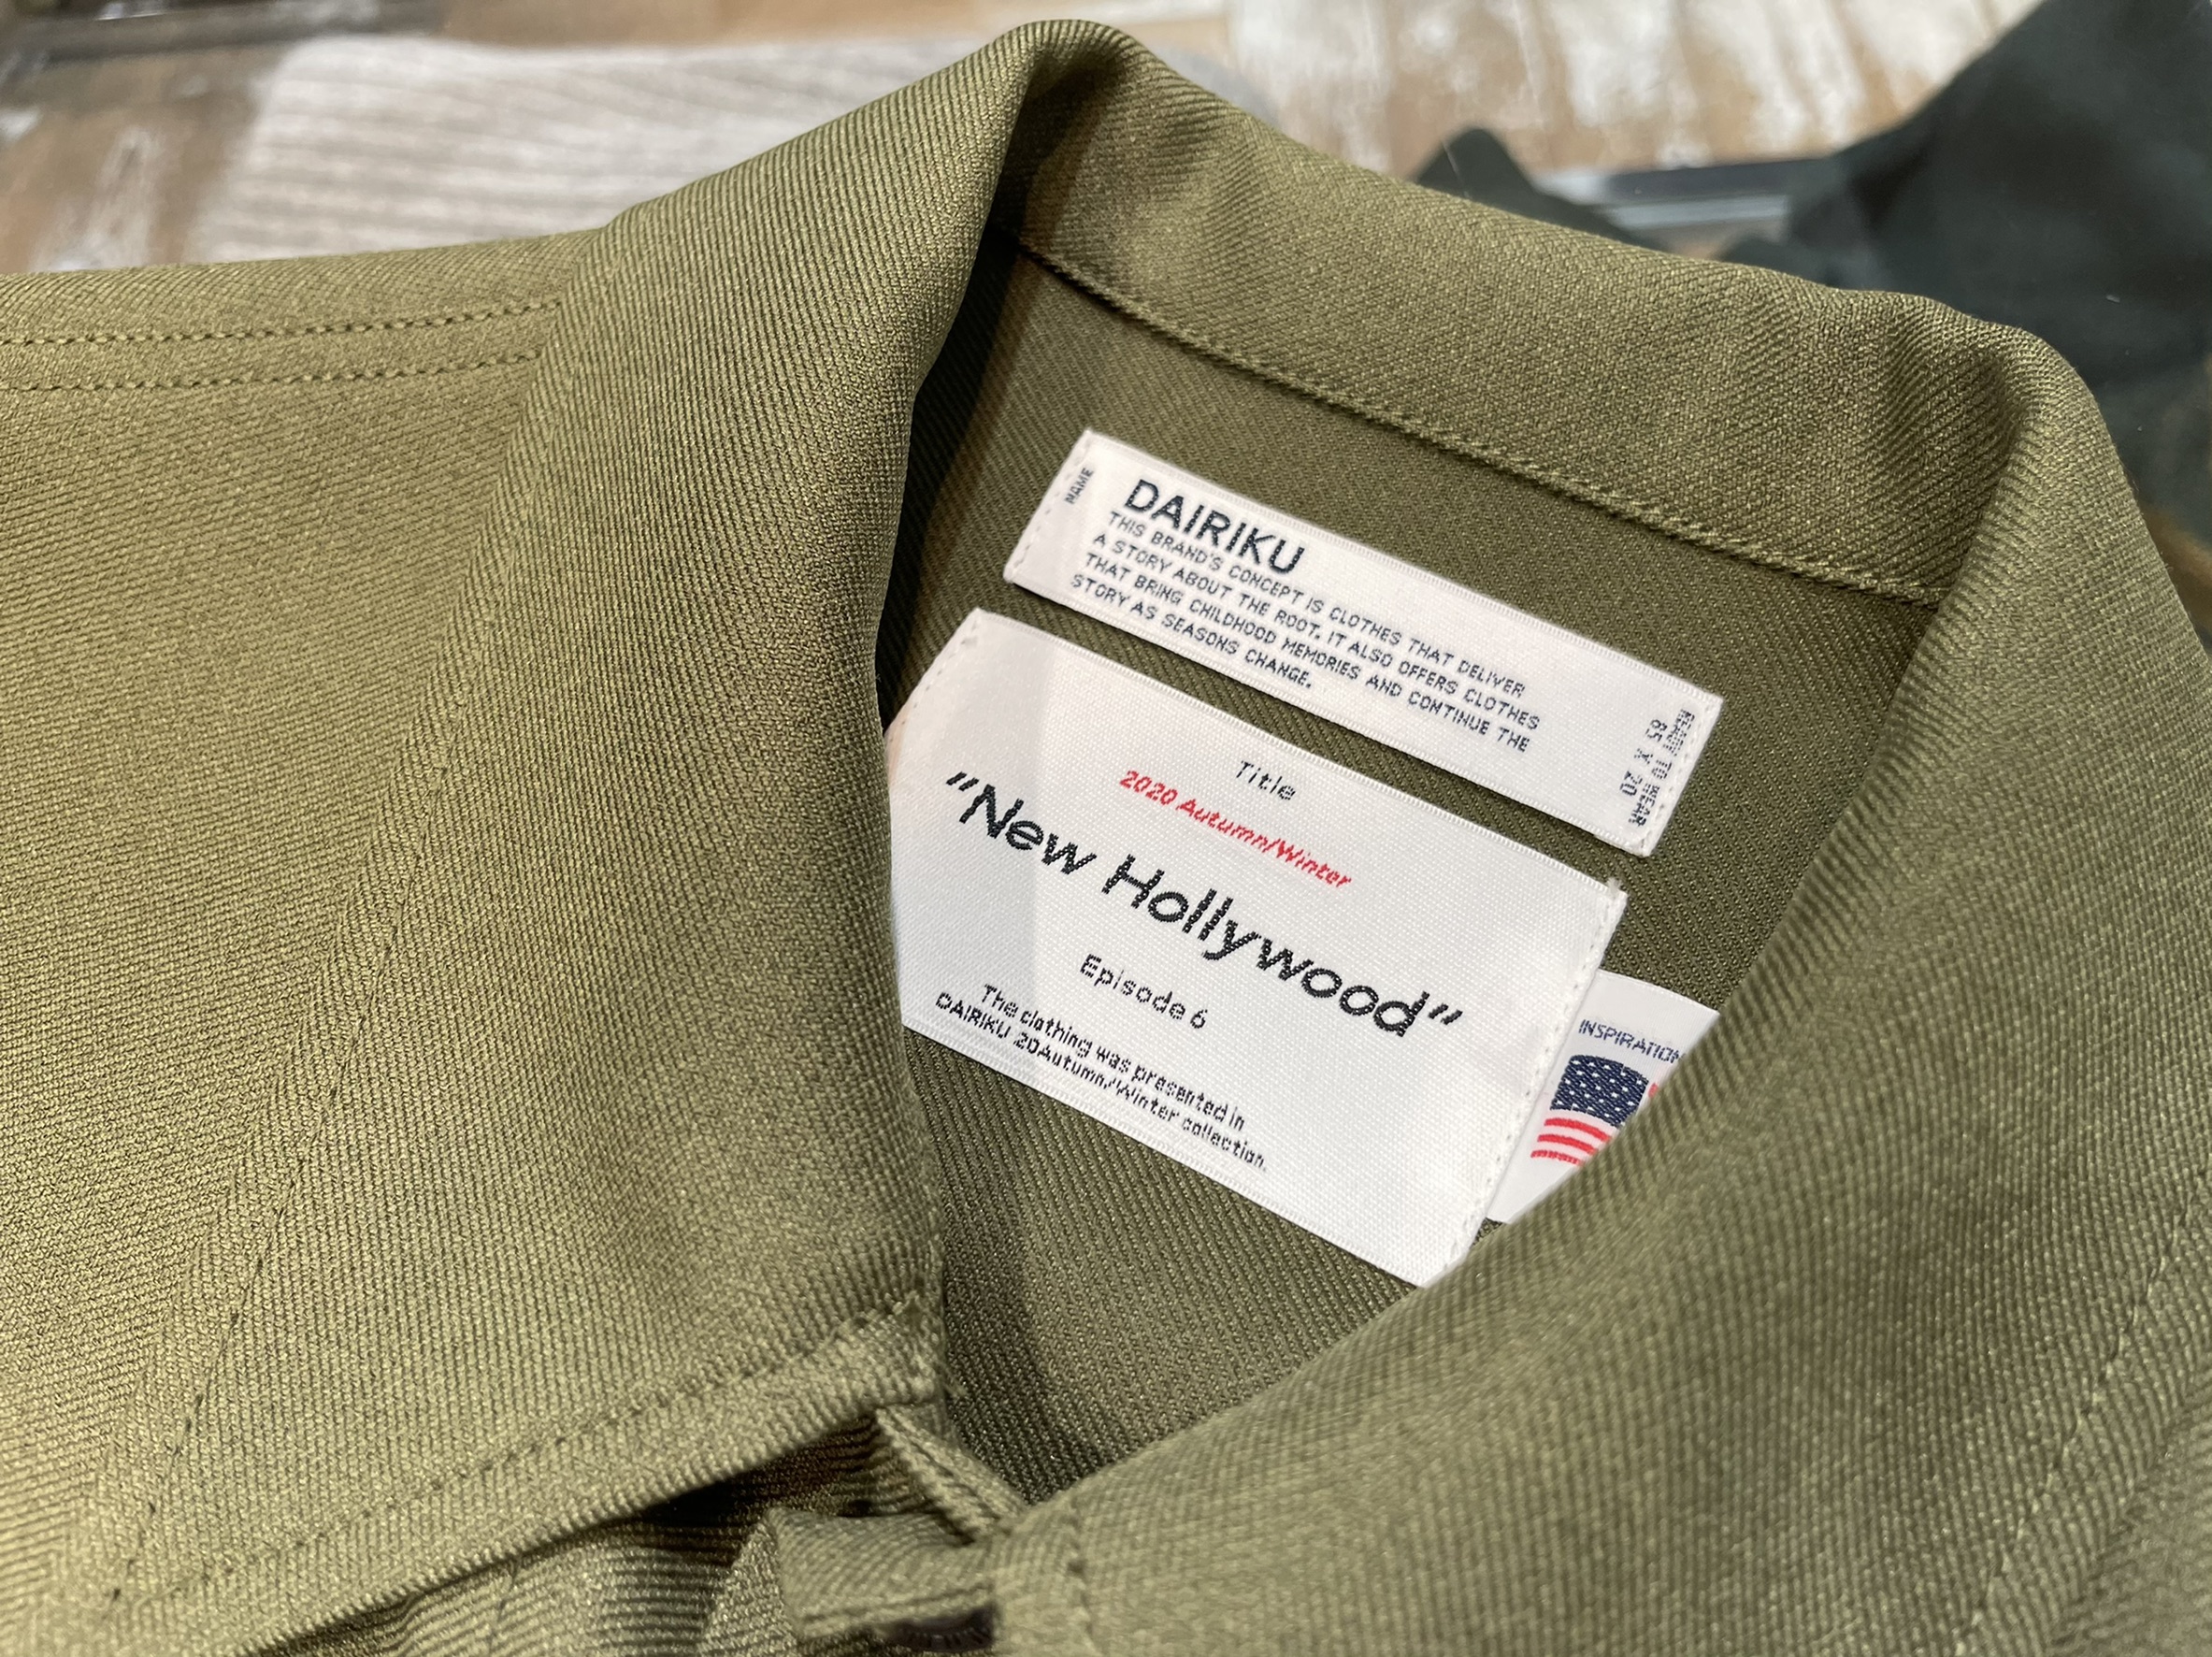 NAME
DAIRIKU
THIS BRAND'S CONCEPT IS CLOTHES THAT DELIVER
A STORY ABOUT THE ROOT. IT ALSO OFFERS CLOTHES
THAT BRING CHILDHOOD MEMORIES AND CONTINUE THE
STORY AS SEASONS CHANGE.
READY TO WEAR
85 X 20
Title
2020 Autumn/Winter
"New Hollywood"
Episode 6
The clothing was presented in
DAIRIKU 20Autumn/Winter collection.
INSPIRATION